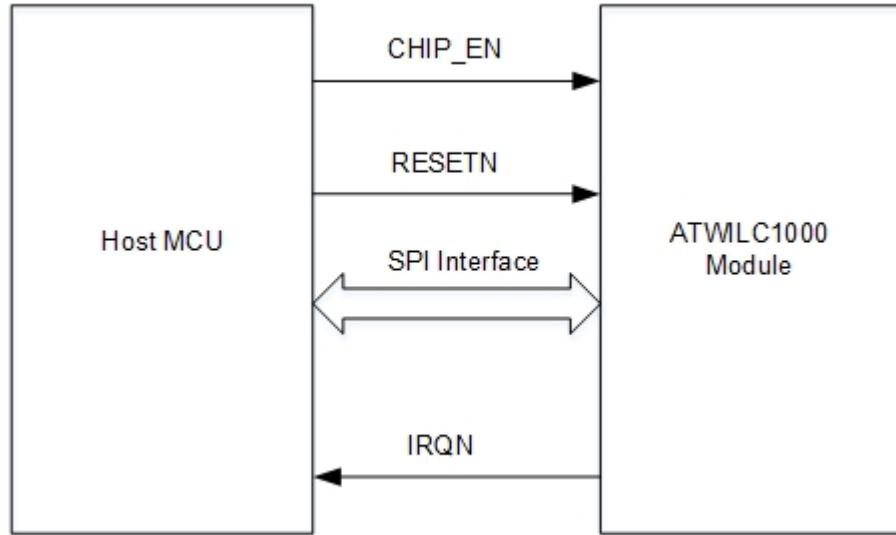 CHIP_EN
RESETN
Host MCU
ATWILC1000
Module
SPI Interface
IRQN